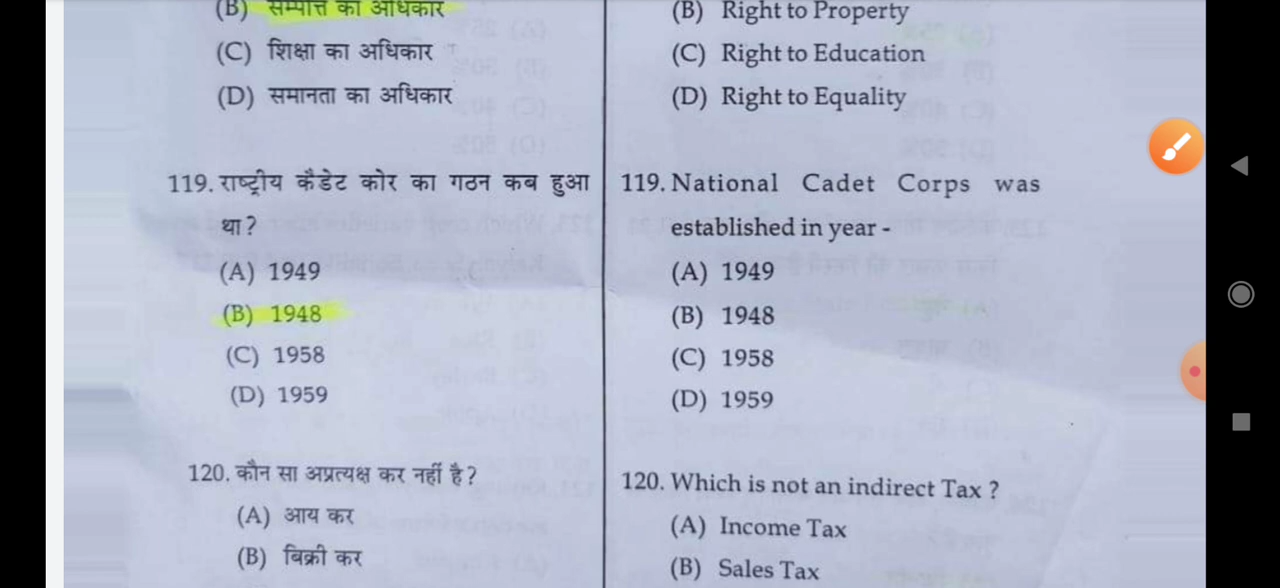 (B) सम्पत्ति का अधिकार
(C) शिक्षा का अधिकार
(D) समानता का अधिकार
119. राष्ट्रीय कैडेट कोर का गठन कब हुआ
था?
(A) 1949
(B) 1948
(C) 1958
(D) 1959
120. कौन सा अप्रत्यक्ष कर नहीं है?
(A) आय कर
(B) बिक्री कर
(B) Right to Property
(C) Right to Education
(D) Right to Equality
119. National Cadet Corps was
established in year -
(A) 1949
(B) 1948
(C) 1958
(D) 1959
120. Which is not an indirect Tax ?
(A) Income Tax
(B) Sales Tax